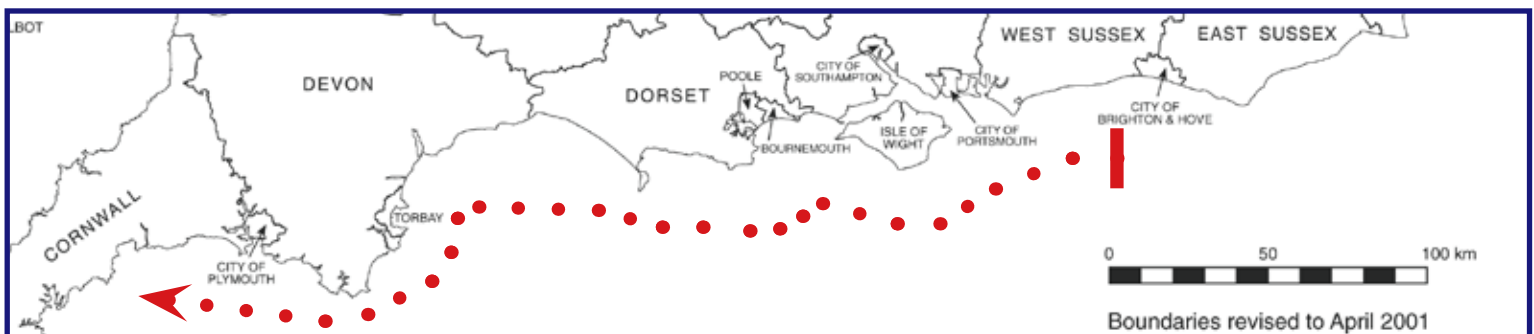 LBOT
DEVON
CORNWALL
CITY OF
PLYMOUTH
TORBAY
DORSET
POOLE
BOURNEMOUTH
CITY OF
SOUTHAMPTON
ISLE OF
WIGHT
CITY OF
PORTSMOUTH
WEST SUSSEX
EAST SUSSEX
CITY OF
BRIGHTON & HOVE
0 50 100 km
Boundaries revised to April 2001